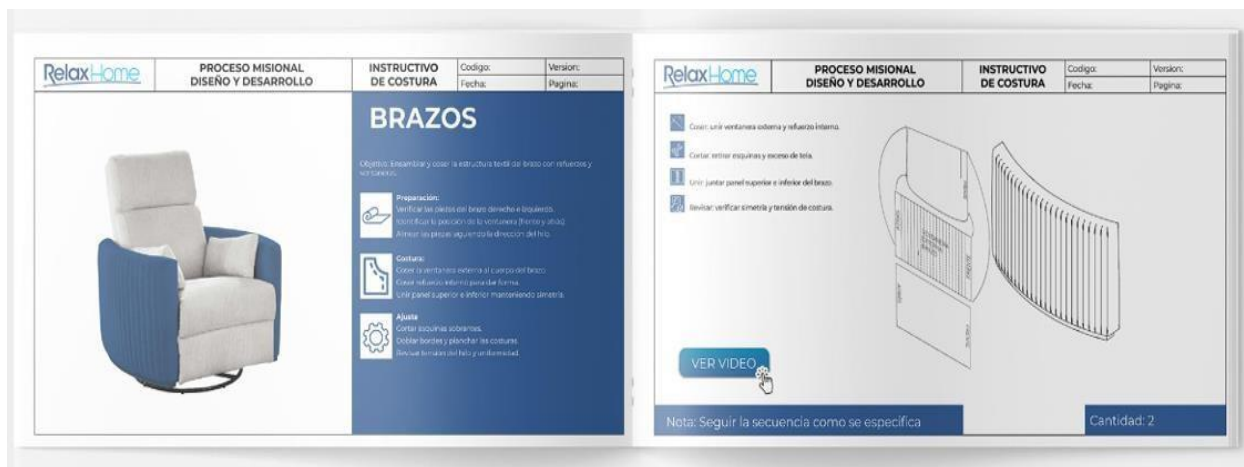 RelaxHome
PROCESO MISIONAL
DISEÑO Y DESARROLLO
INSTRUCTIVO
DE COSTURA
Codigo:
Version:
Fecha:
Pagina:
BRAZOS
Objetivo: Ensamblar y coser la estructura textil del brazo con refuerzos y
ventaneras.
Preparación:
Verificar las piezas del brazo derecho e izquierdo.
Identificar la posición de la ventanera (frente y atrás).
Alinear las piezas siguiendo la dirección del hilo.
Costura:
Coser la ventanera externa al cuerpo del brazo.
Coser refuerzo interno para dar forma.
Unir panel superior e inferior manteniendo simetría.
Ajuste
Cortar esquinas sobrantes.
Doblar bordes y planchar las costuras.
Revisar tensión del hilo y uniformidad.
RelaxHome
PROCESO MISIONAL
DISEÑO Y DESARROLLO
INSTRUCTIVO
DE COSTURA
Codigo:
Version:
Fecha:
Pagina:
Coser: unir ventanera externa y refuerzo interno.
Cortar: retirar esquinas y exceso de tela.
Unir: juntar panel superior e inferior del brazo.
Revisar: verificar simetría y tensión de costura.
VER VIDEO
Nota: Seguir la secuencia como se especifica
Cantidad: 2